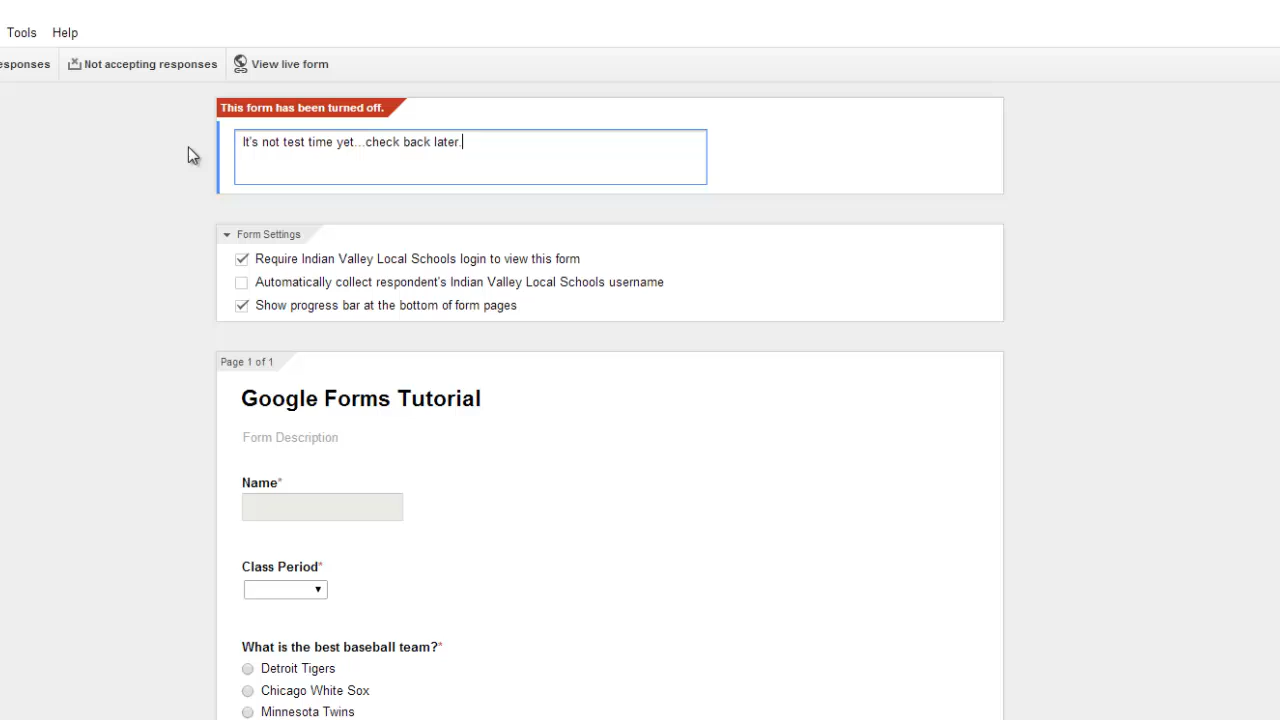 Tools Help
esponses Not accepting responses View live form
This form has been turned off.
It's not test time yet...check back later.
Form Settings
Require Indian Valley Local Schools login to view this form
Automatically collect respondent's Indian Valley Local Schools username
Show progress bar at the bottom of form pages
Page 1 of 1
Google Forms Tutorial
Form Description
Name*
Class Period*
What is the best baseball team?*
Detroit Tigers
Chicago White Sox
Minnesota Twins